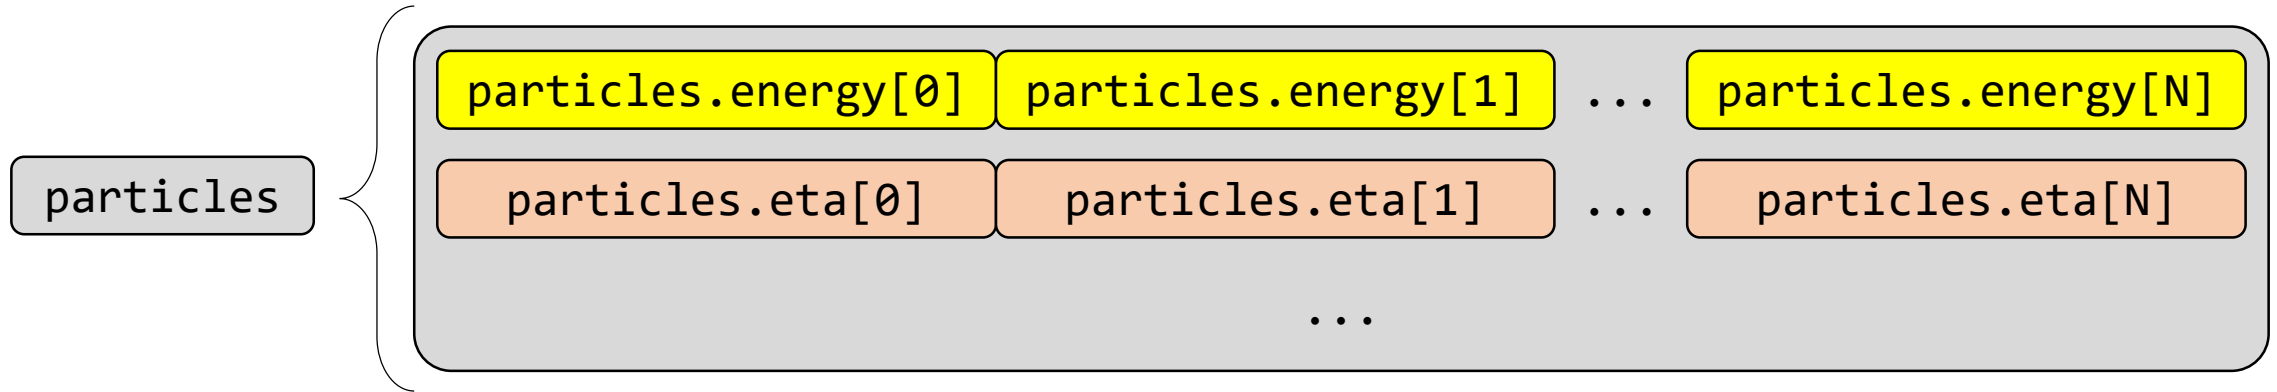 particles.energy[0] particles.energy[1] ... particles.energy[N]
particles
particles.eta[0] particles.eta[1] ... particles.eta[N]
...